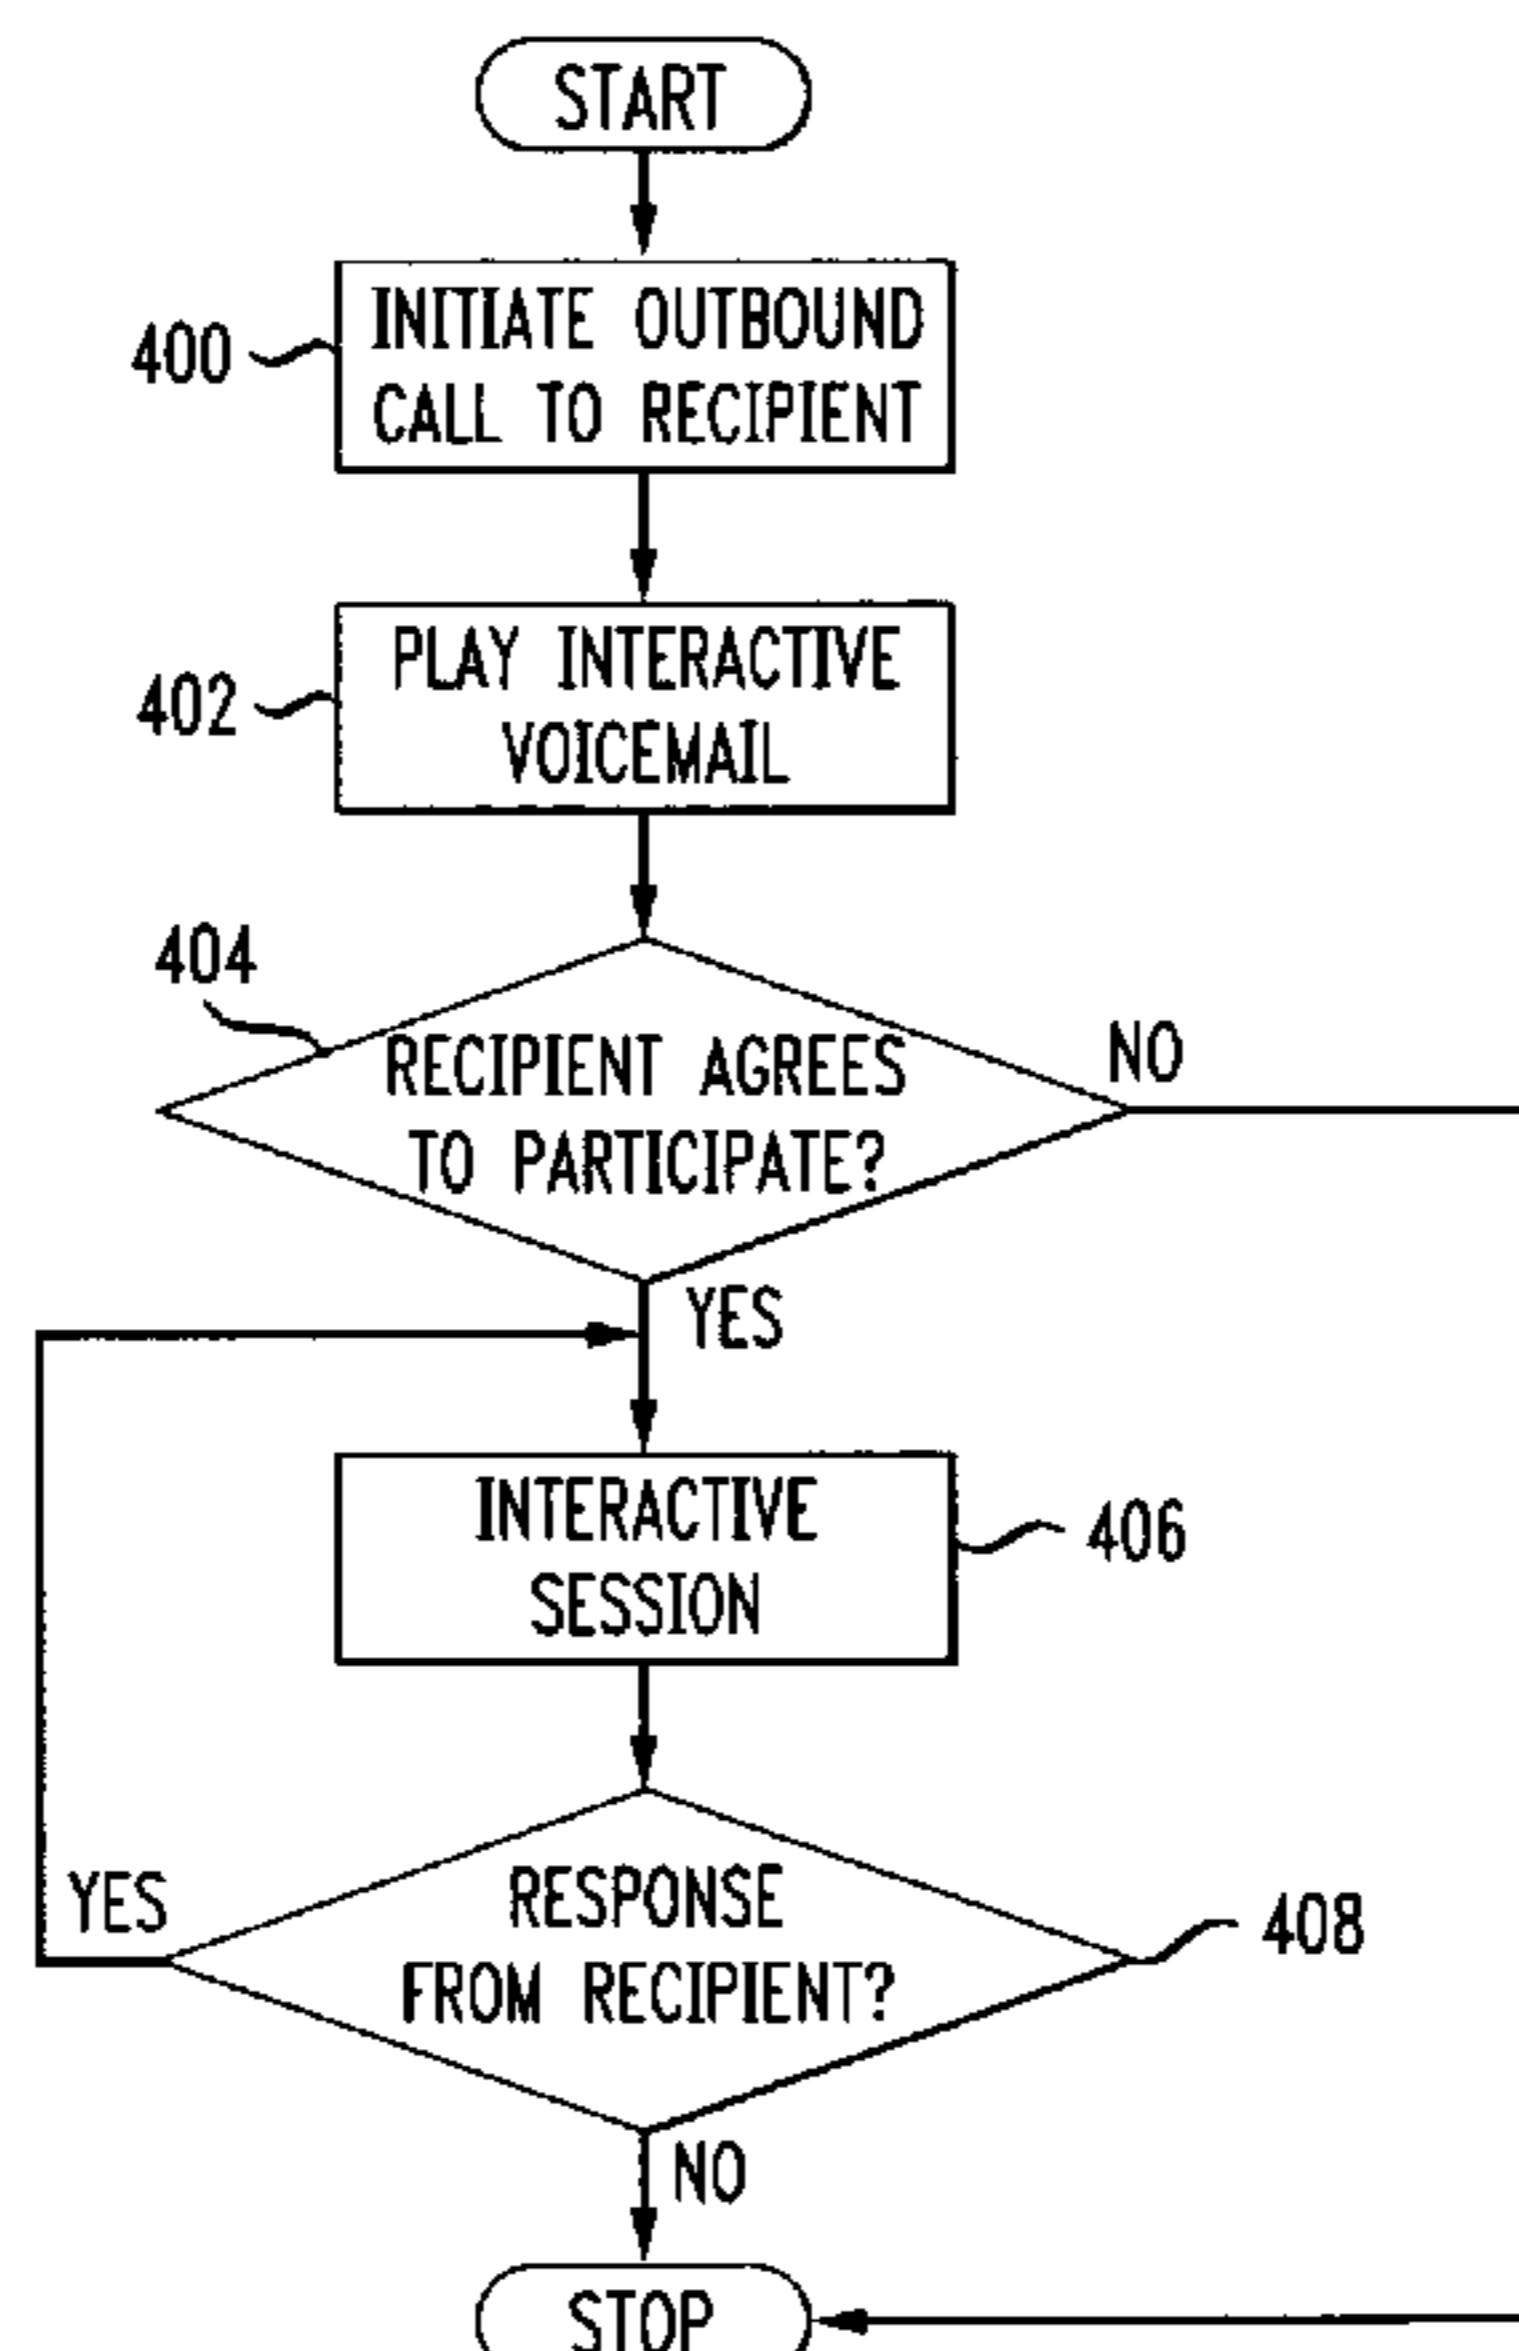 START
400
INITIATE OUTBOUND
CALL TO RECIPIENT
402
PLAY INTERACTIVE
VOICEMAIL
404
RECIPIENT AGREES
TO PARTICIPATE?
NO
YES
INTERACTIVE
SESSION
406
YES
RESPONSE
FROM RECIPIENT?
408
NO
STOP